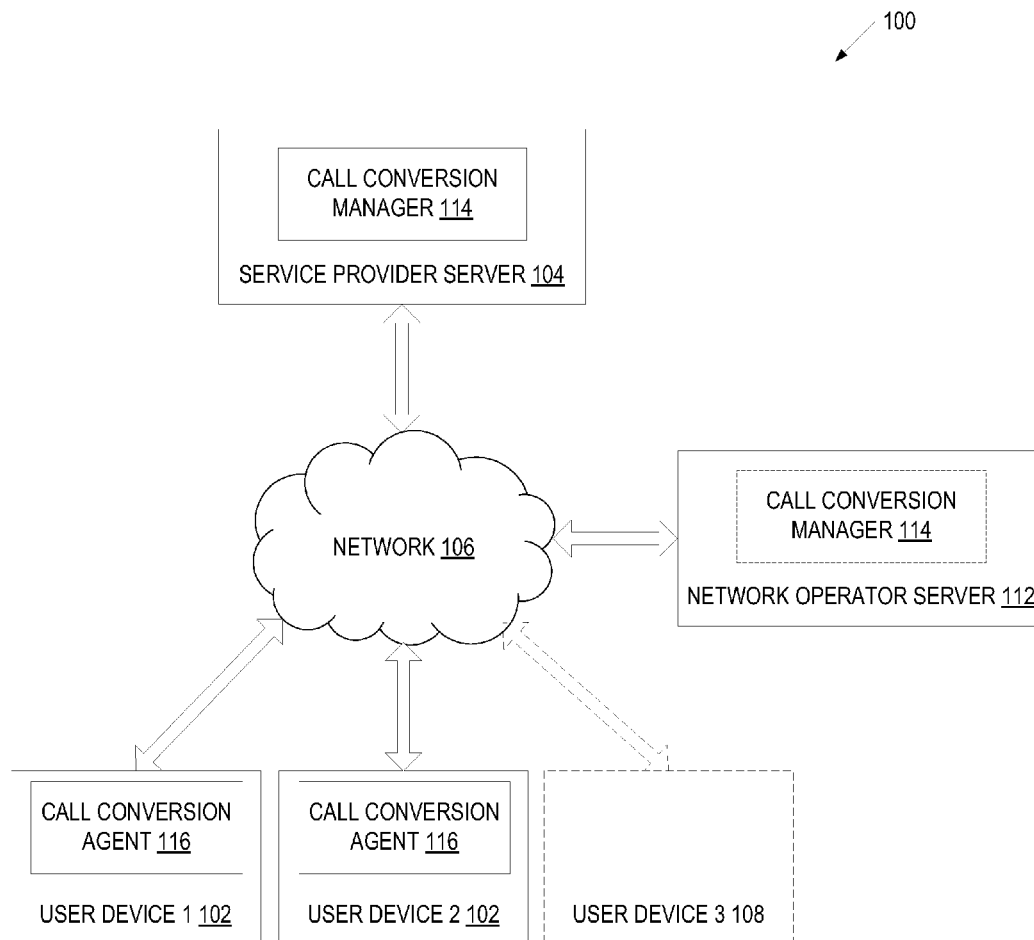 100
CALL CONVERSION
MANAGER 114
SERVICE PROVIDER SERVER 104
NETWORK 106
CALL CONVERSION
MANAGER 114
NETWORK OPERATOR SERVER 112
CALL CONVERSION
AGENT 116
USER DEVICE 1 102
CALL CONVERSION
AGENT 116
USER DEVICE 2 102
USER DEVICE 3 108